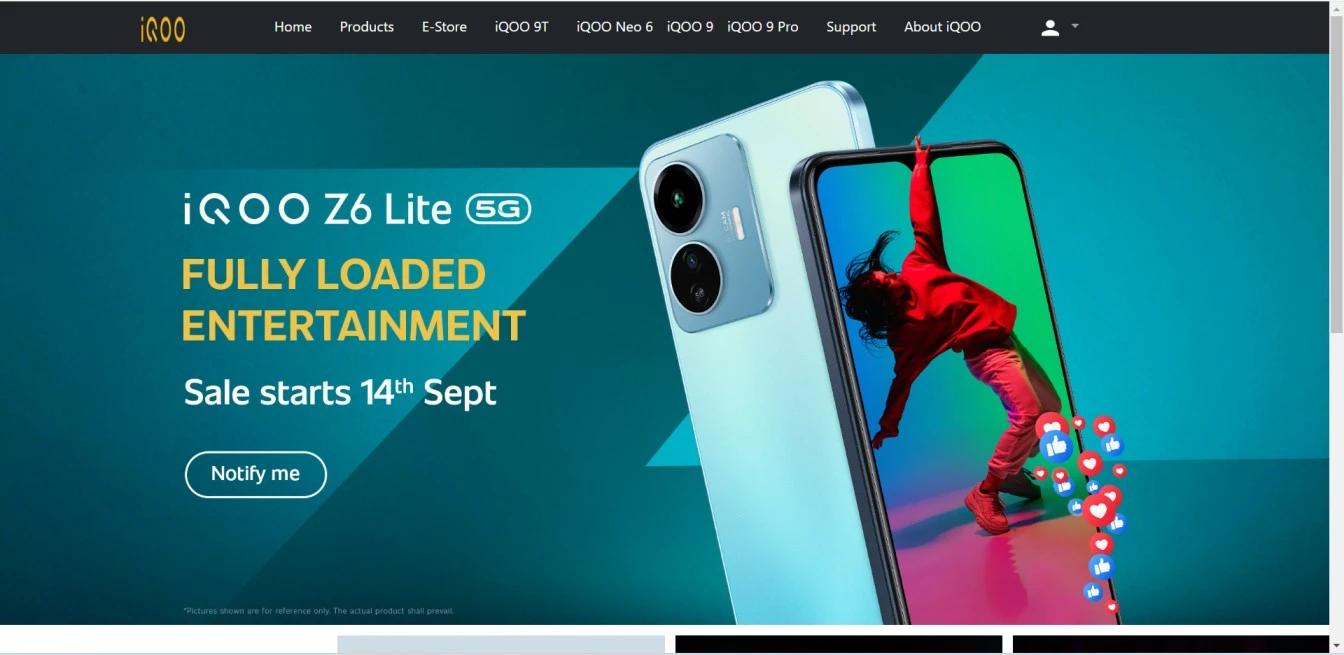 iQOO
Home Products E-Store iQOO 9T iQOO Neo 6 iQOO 9 iQOO 9 Pro Support About iQOO
iQOO Z6 Lite 5G
FULLY LOADED
ENTERTAINMENT
Sale starts 14th Sept
Notify me
CAM
*Pictures shown are for reference only. The actual product shall prevail.